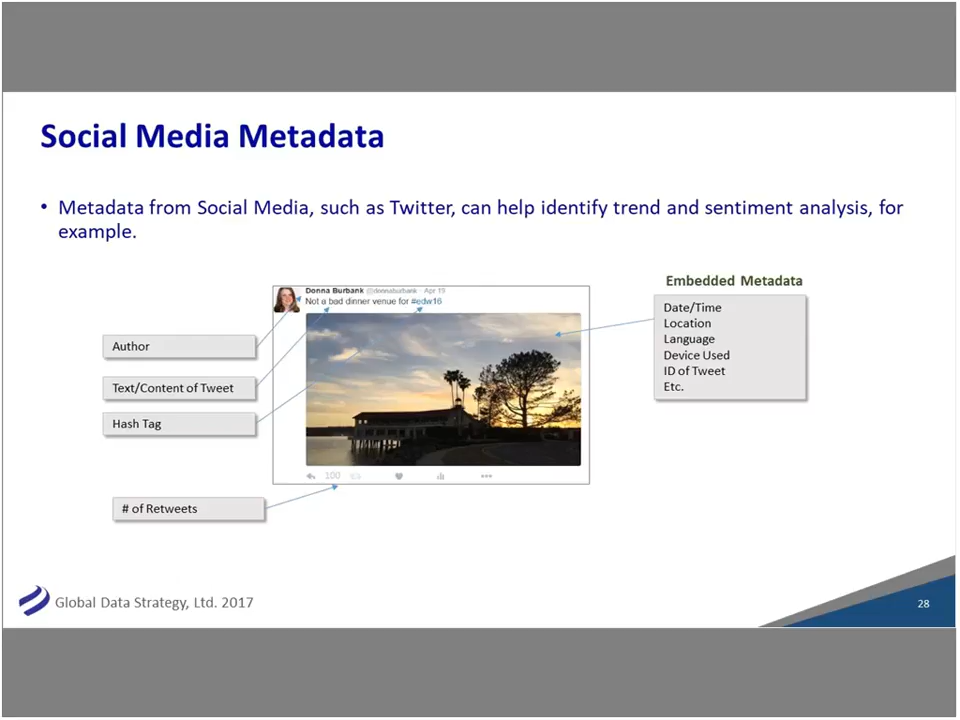 Social Media Metadata
• Metadata from Social Media, such as Twitter, can help identify trend and sentiment analysis, for
example.
Embedded Metadata
Donna Burbank @donnaburbank · Apr 19
Not a bad dinner venue for #edw16
Date/Time
Location
Language
Device Used
ID of Tweet
Etc.
Author
Text/Content of Tweet
Hash Tag
100
# of Retweets
Global Data Strategy, Ltd. 2017
28